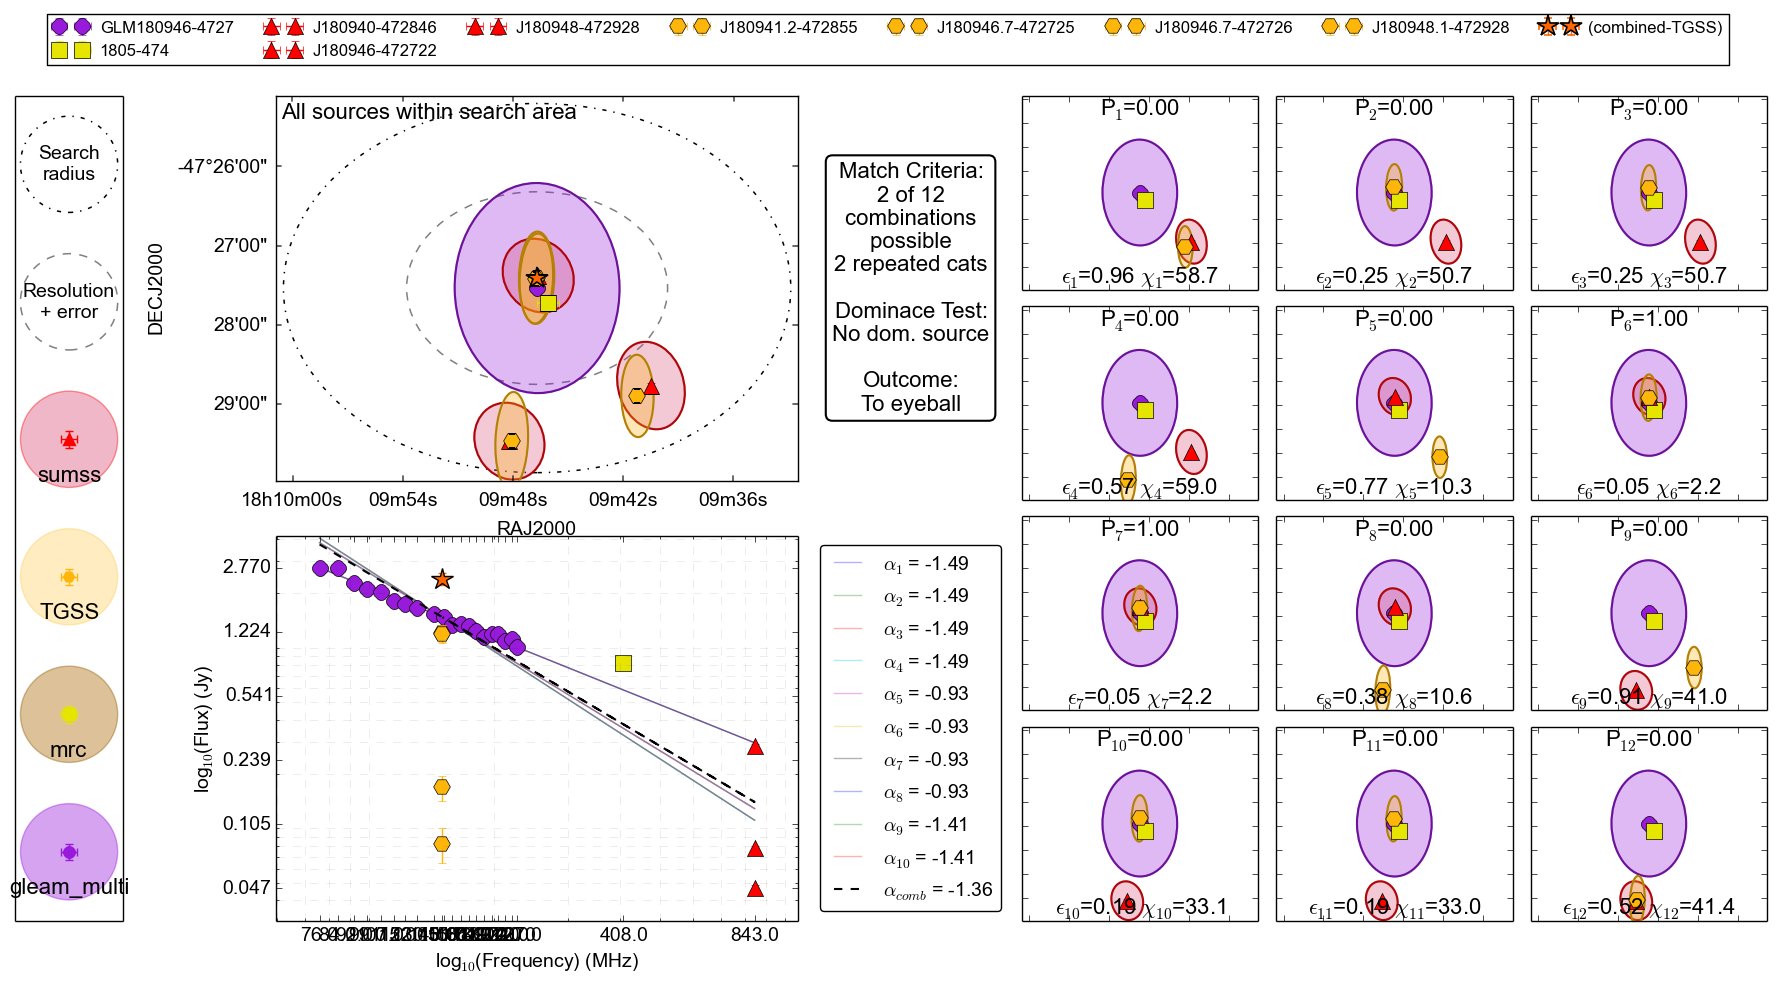 GLM180946-4727
J180940-472846
J180948-472928
J180941.2-472855
J180946.7-472725
J180946.7-472726
J180948.1-472928
(combined-TGSS)
1805-474
J180946-472722
Search
radius
Resolution
+ error
sumss
TGSS
mrc
gleam_multi
All sources within search area
DECJ2000
-47°26'00"
27'00"
28'00"
29'00"
18h10m00s
09m54s
09m48s
09m42s
09m36s
RAJ2000
Match Criteria:
2 of 12
combinations
possible
2 repeated cats
Dominace Test:
No dom. source
Outcome:
To eyeball
log₁₀(Flux) (Jy)
2.770
1.224
0.541
0.239
0.105
0.047
408.0
843.0
log₁₀(Frequency) (MHz)
α₁ = -1.49
α₂ = -1.49
α₃ = -1.49
α₄ = -1.49
α₅ = -0.93
α₆ = -0.93
α₇ = -0.93
α₈ = -0.93
α₉ = -1.41
α₁₀ = -1.41
α_comb = -1.36
P₁=0.00
ϵ₁=0.96 χ₁=58.7
P₂=0.00
ϵ₂=0.25 χ₂=50.7
P₃=0.00
ϵ₃=0.25 χ₃=50.7
P₄=0.00
ϵ₄=0.57 χ₄=59.0
P₅=0.00
ϵ₅=0.77 χ₅=10.3
P₆=1.00
ϵ₆=0.05 χ₆=2.2
P₇=1.00
ϵ₇=0.05 χ₇=2.2
P₈=0.00
ϵ₈=0.38 χ₈=10.6
P₉=0.00
ϵ₉=0.91 χ₉=41.0
P₁₀=0.00
ϵ₁₀=0.19 χ₁₀=33.1
P₁₁=0.00
ϵ₁₁=0.19 χ₁₁=33.0
P₁₂=0.00
ϵ₁₂=0.52 χ₁₂=41.4